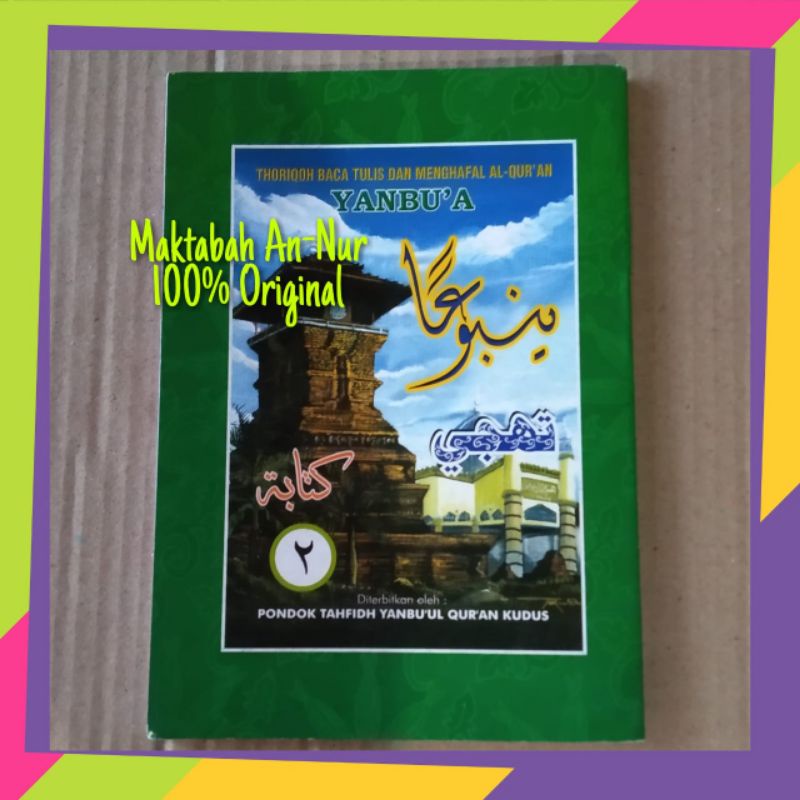 THORIQOH BACA TULIS DAN MENGHAFAL AL-QUR'AN
YANBU'A
Maktabah An-Nur
100% Original
ينبوعا
تهجي
كتابة
٢
Diterbitkan oleh :
PONDOK TAHFIDH YANBU'UL QUR'AN KUDUS